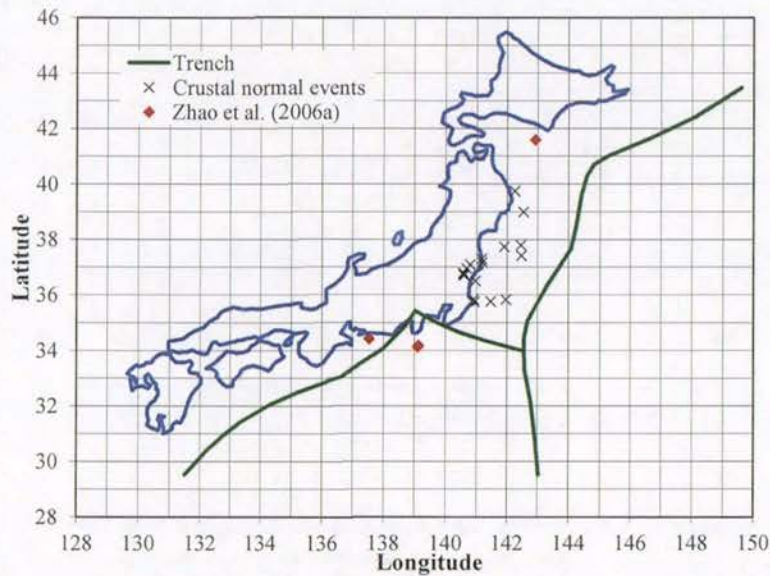 46
44
42
40
38
36
34
32
30
28
Latitude
Trench
Crustal normal events
Zhao et al. (2006a)
128 130 132 134 136 138 140 142 144 146 148 150
Longitude